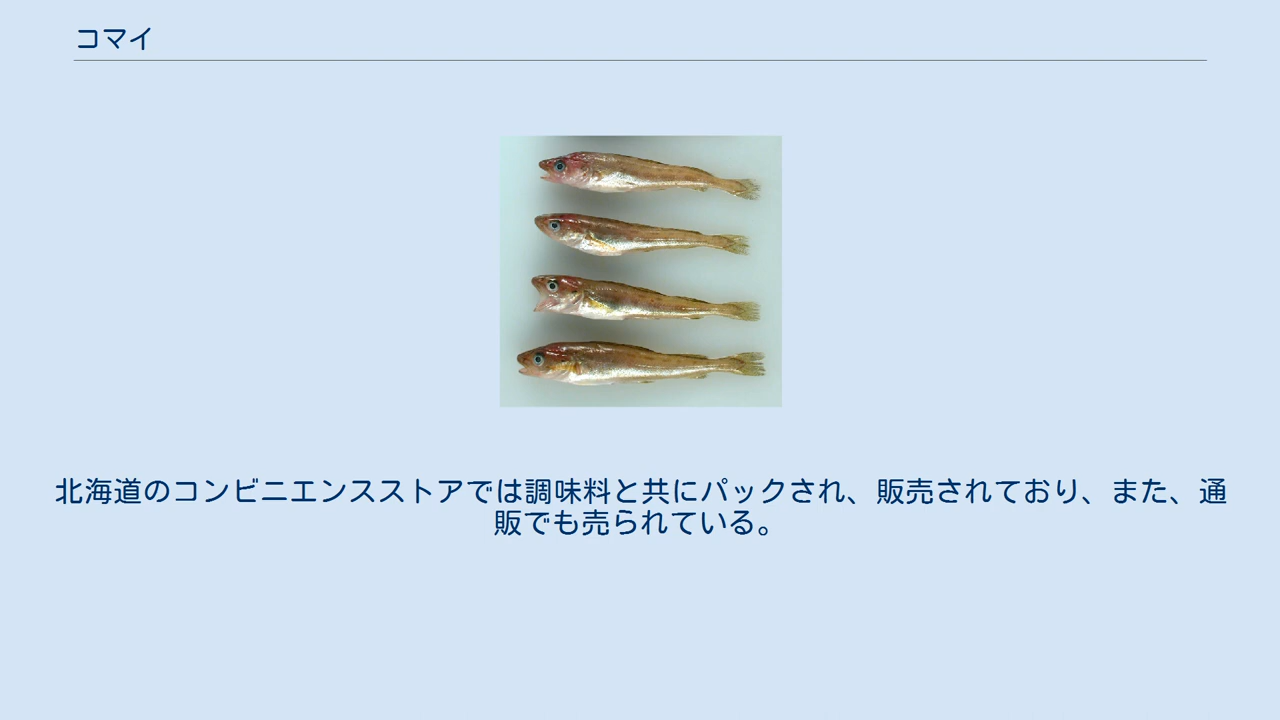 コマイ
北海道のコンビニエンスストアでは調味料と共にパックされ、販売されており、また、通
販でも売られている。